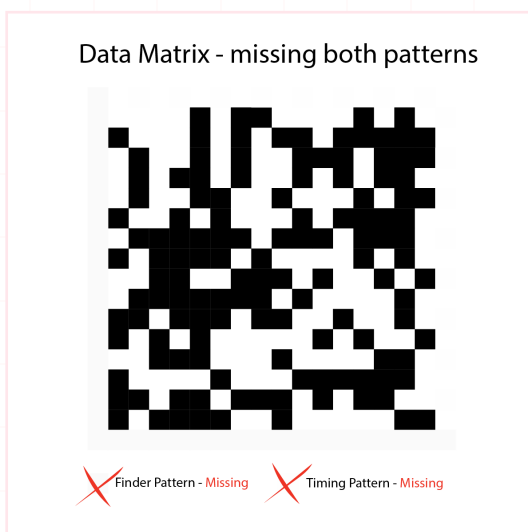 Data Matrix - missing both patterns
Finder Pattern - Missing
Timing Pattern - Missing